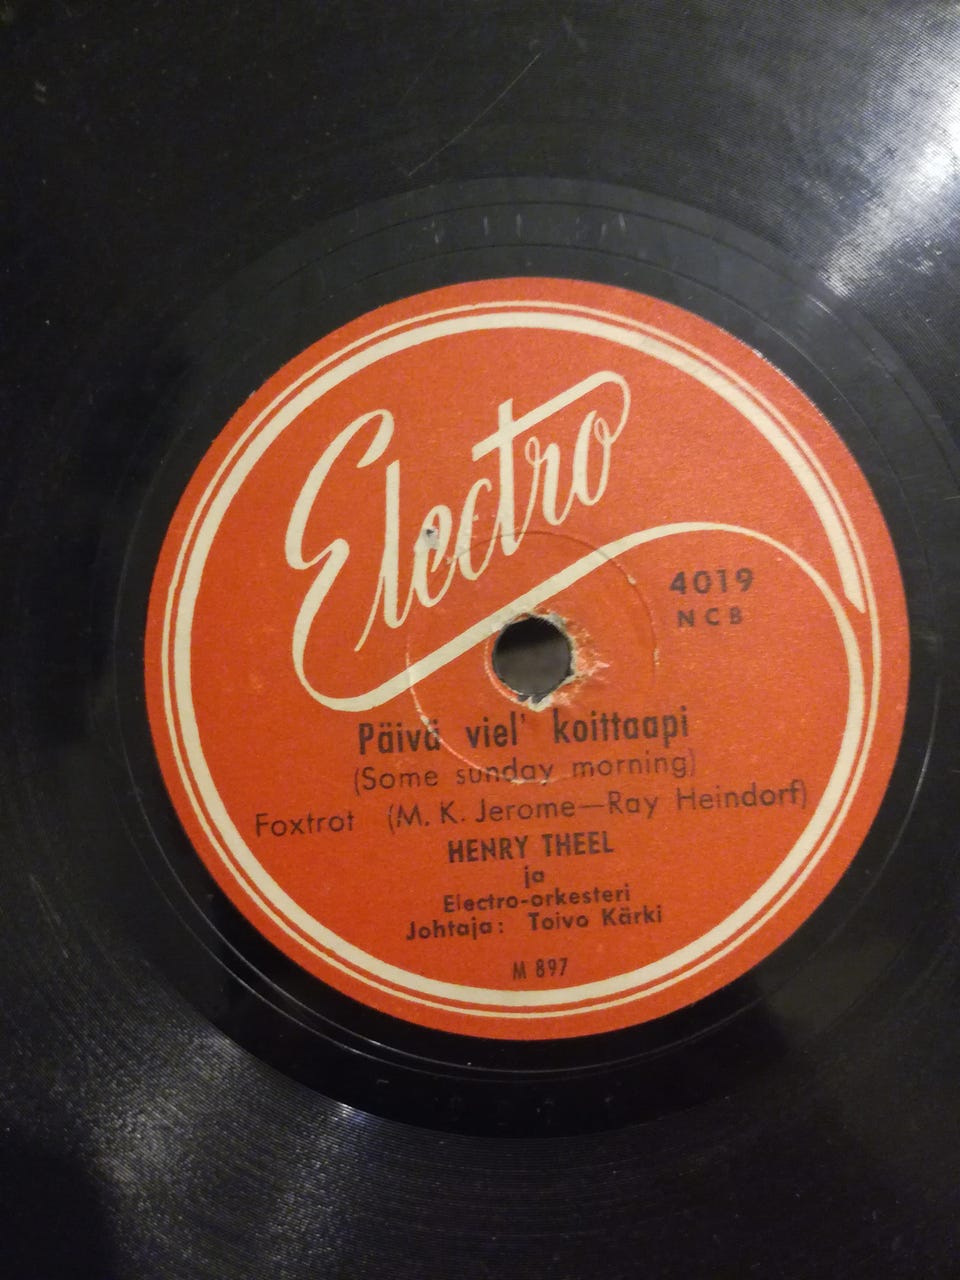 Electro
4019
NCB
Päivä viel' koittaapi
(Some sunday morning)
Foxtrot (M. K. Jerome—Ray Heindorf)
HENRY THEEL
ja
Electro-orkesteri
Johtaja: Toivo Kärki
M 897